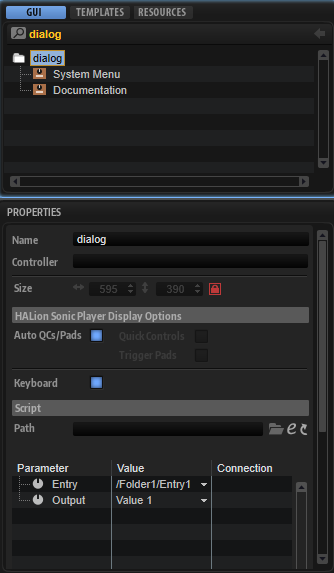 GUI TEMPLATES RESOURCES
dialog
dialog
System Menu
Documentation
PROPERTIES
Name dialog
Controller
Size 595 390
HALion Sonic Player Display Options
Auto QCs/Pads Quick Controls
Trigger Pads
Keyboard
Script
Path
Parameter Value Connection
Entry /Folder1/Entry1
Output Value 1